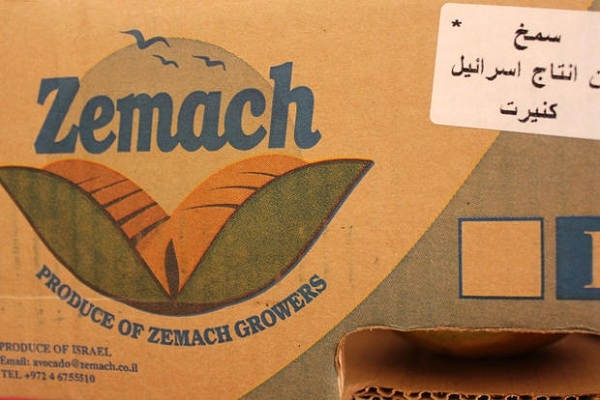 Zemach
PRODUCE OF ZEMACH GROWERS
PRODUCE OF ISRAEL
Email: avocado@zemach.co.il
TEL +972 4 6755510
* سمخ
انتاج اسرائيل
كنيرت